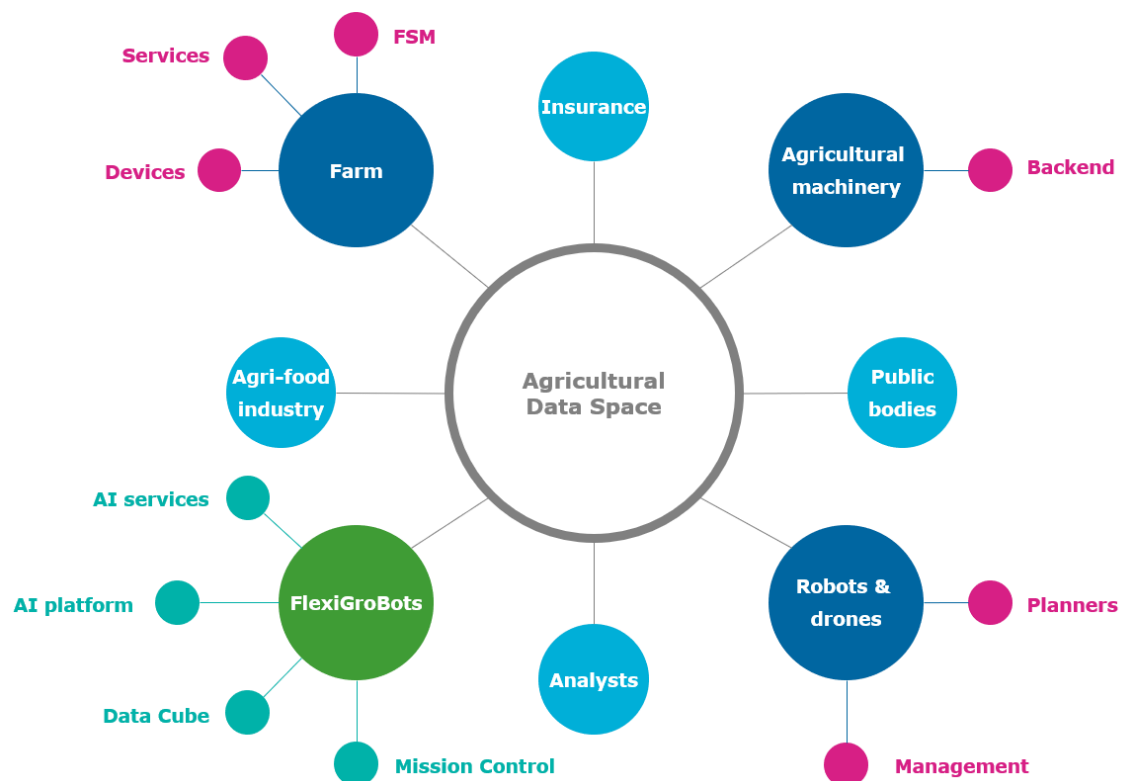 FSM
Services
Insurance
Agricultural
machinery
Backend
Farm
Devices
Agri-food
industry
Agricultural
Data Space
Public
bodies
AI services
AI platform
FlexiGroBots
Robots &
drones
Planners
Analysts
Data Cube
Mission Control
Management